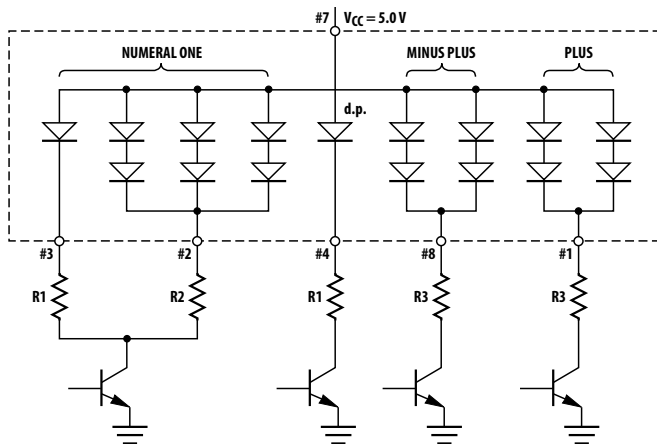 #7 VCC = 5.0 V
NUMERAL ONE
MINUS PLUS
PLUS
d.p.
#3
#2
#4
#8
#1
R1
R2
R1
R3
R3